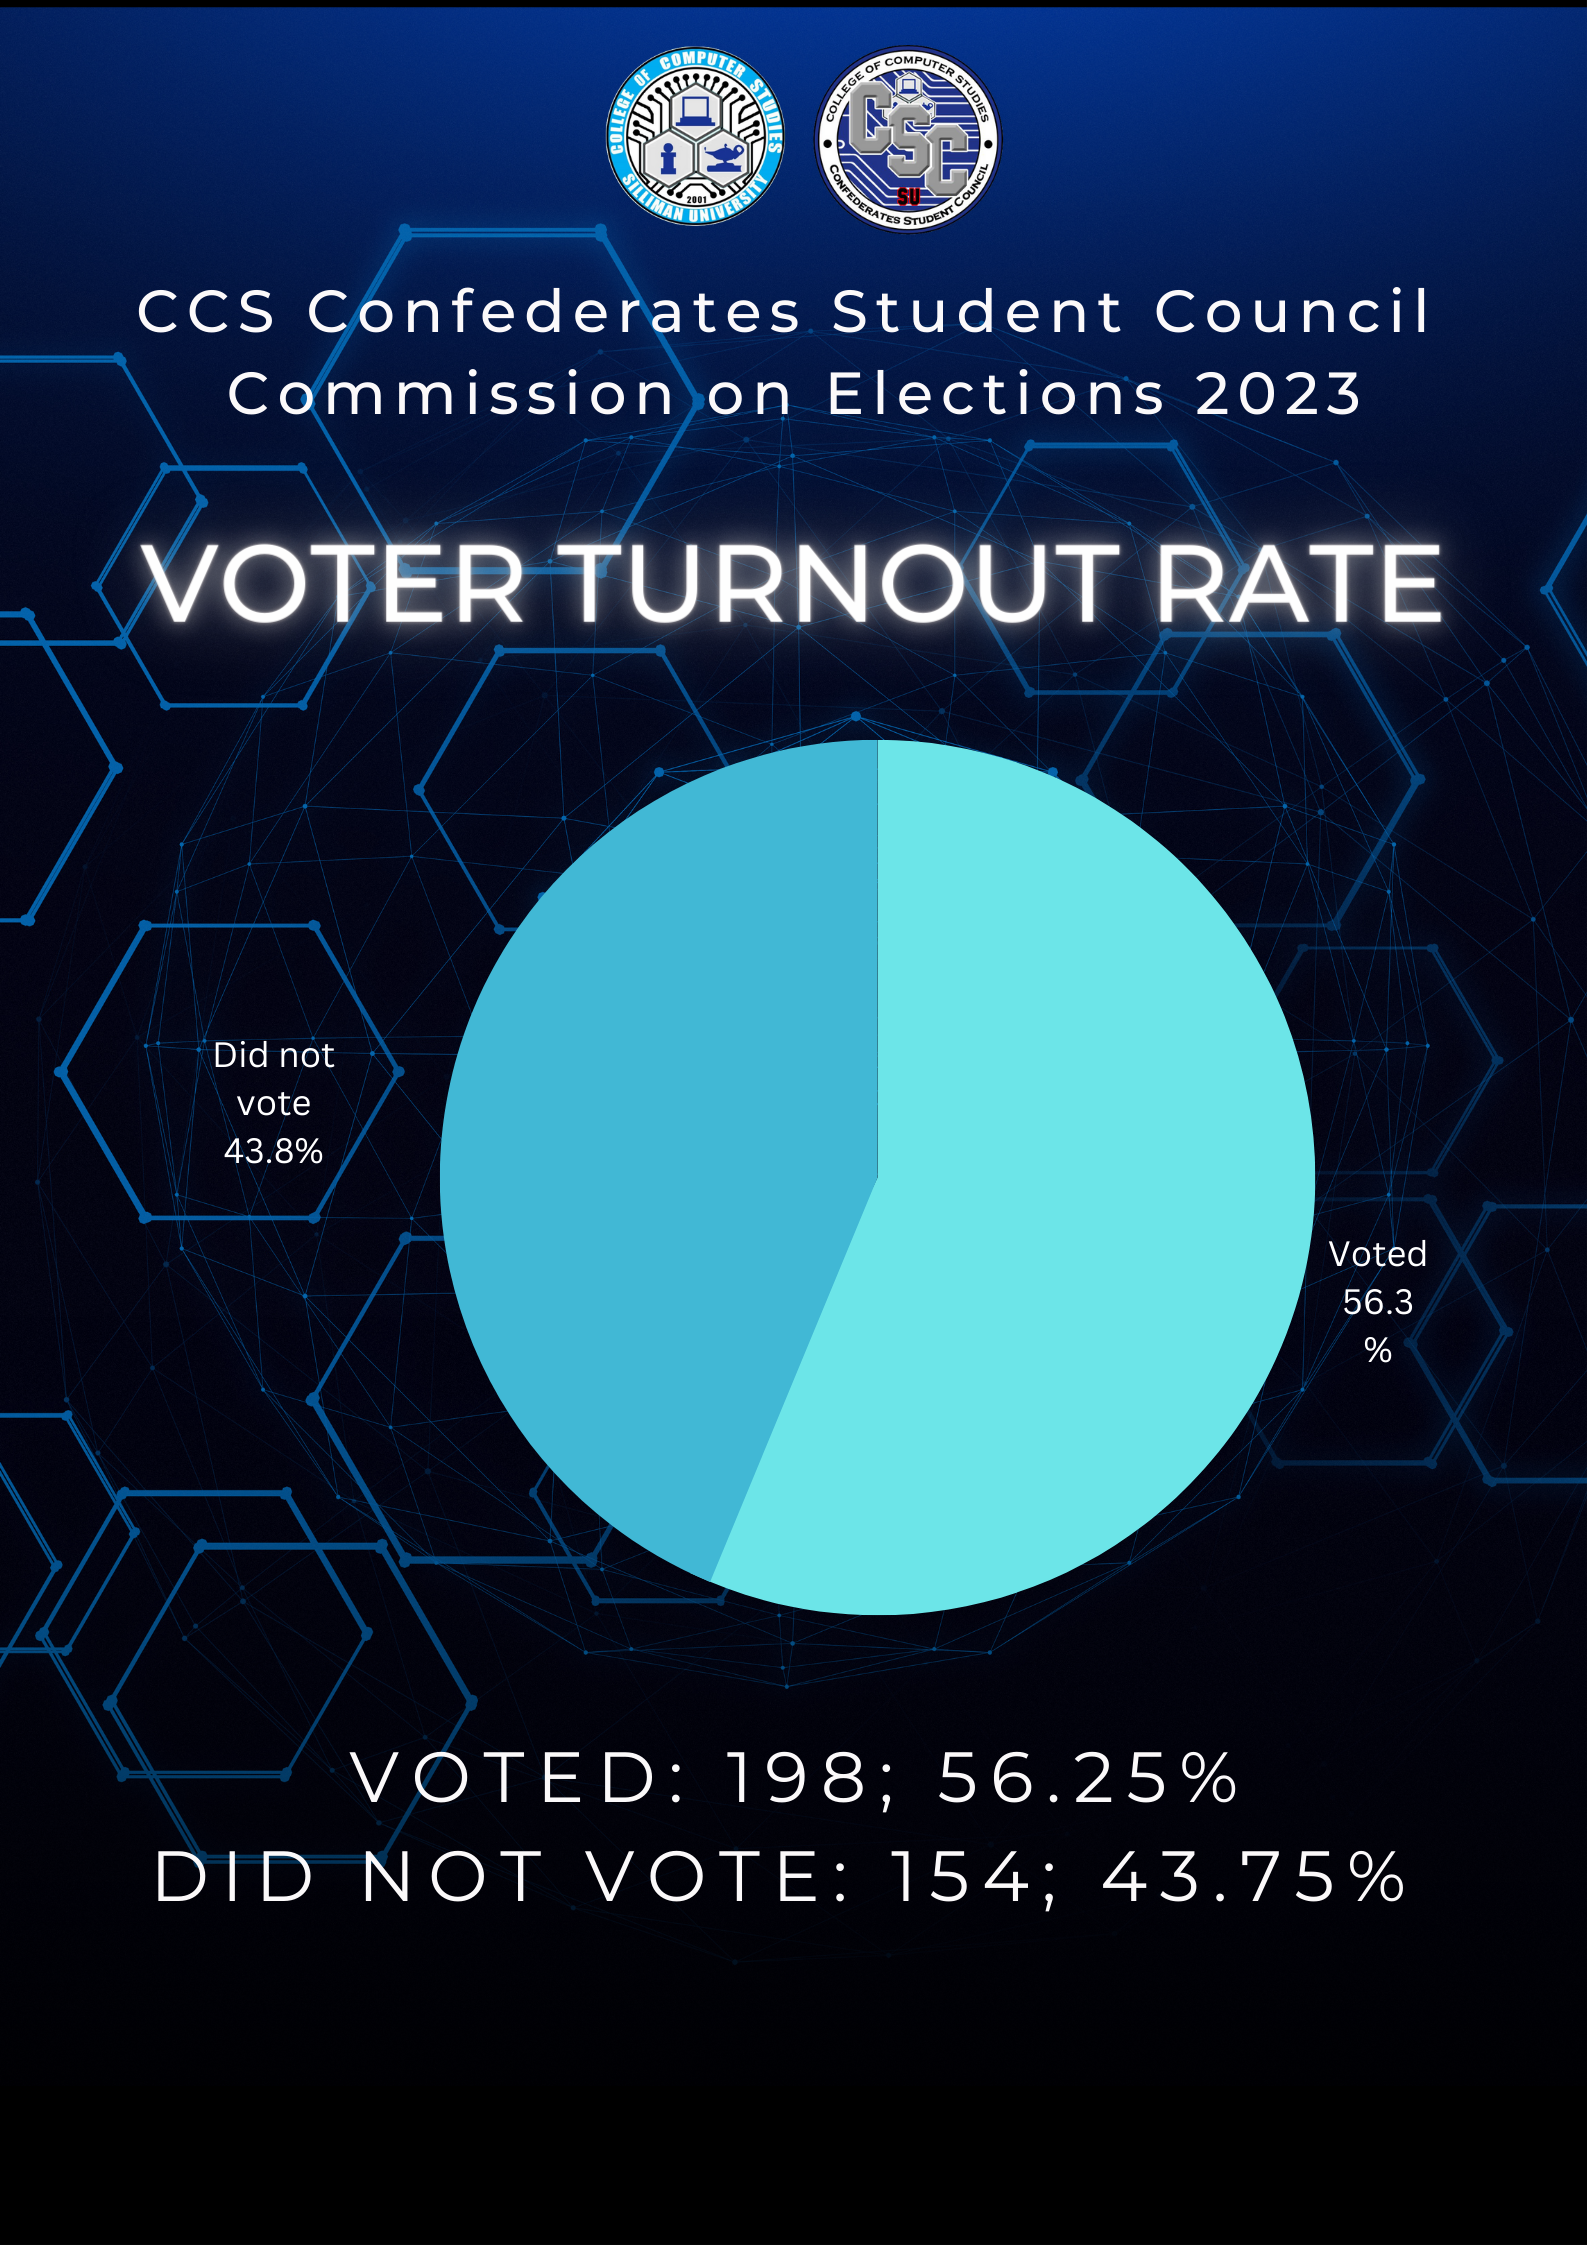 COLLEGE OF COMPUTER STUDIES
SILLIMAN UNIVERSITY
2001
COLLEGE OF COMPUTER STUDIES
CSC
SU
CONFEDERATES STUDENT COUNCIL
CCS Confederates Student Council
Commission on Elections 2023
VOTER TURNOUT RATE
Did not
vote
43.8%
Voted
56.3
%
VOTED: 198; 56.25%
DID NOT VOTE: 154; 43.75%